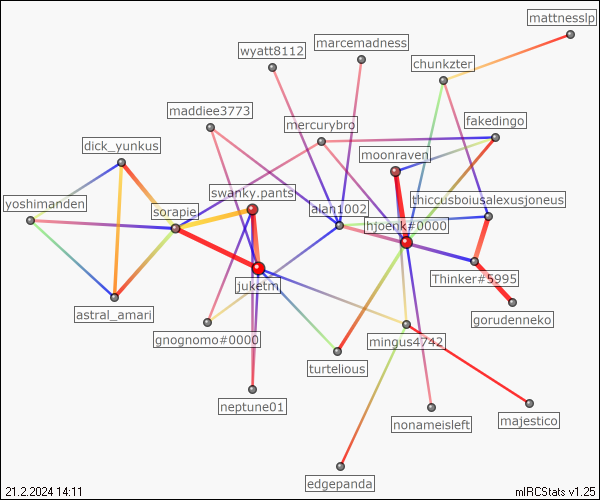 mattnesslp
marcemadness
wyatt8112
chunkzter
maddiee3773
mercurybro
fakedingo
dick_yunkus
moonraven
swanky.pants
thiccusboiusalexusjoneus
yoshimanden
sorapie
alan1002
hjoenk#0000
juketmj
Thinker#5995
astral_amari
gorudenneko
gnognomo#0000
mingus4742
turtelious
neptune01
nonameisleft
majestico
edgepanda
21.2.2024 14:11
mIRCStats v1.25